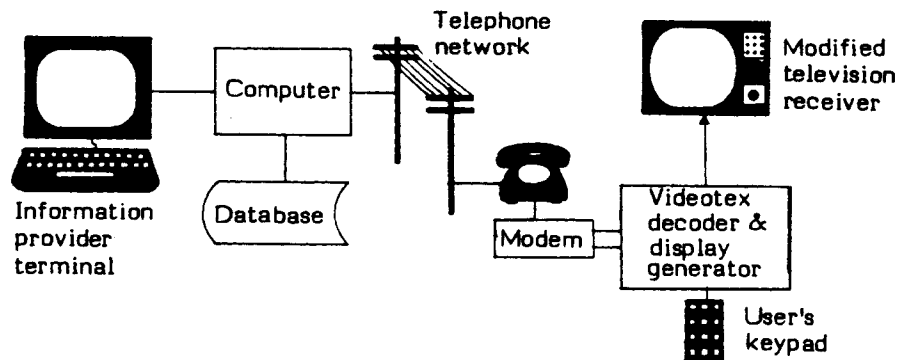 Telephone
network
Modified
television
receiver
Computer
Database
Information
provider
terminal
Modem
Videotex
decoder &
display
generator
User's
keypad